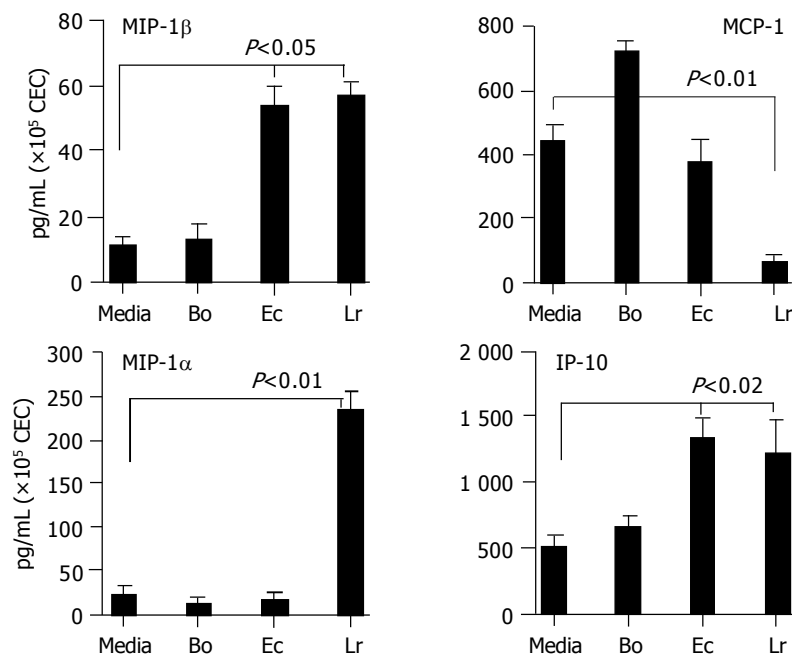 MIP-1β
P<0.05
pg/mL (×10⁵ CEC)
80
60
40
20
0
Media Bo Ec Lr
MCP-1
P<0.01
800
600
400
200
0
Media Bo Ec Lr
MIP-1α
P<0.01
pg/mL (×10⁵ CEC)
300
250
200
150
100
50
0
Media Bo Ec Lr
IP-10
P<0.02
2 000
1 500
1 000
500
0
Media Bo Ec Lr